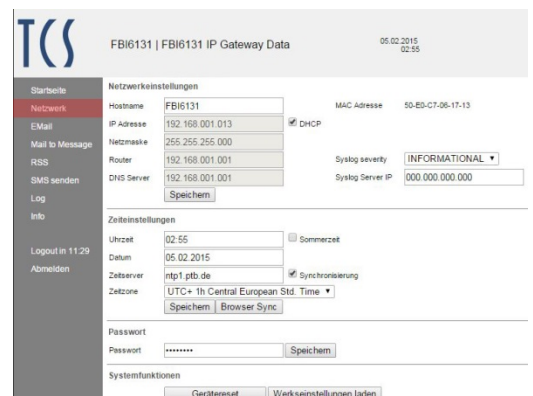 TCS
FBI6131 | FBI6131 IP Gateway Data
05.02.2015
02:55
Startseite
Netzwerk
EMail
Mail to Message
RSS
SMS senden
Log
Info
Logout in 11:29
Abmelden
Netzwerkeinstellungen
Hostname FBI6131 MAC Adresse 50-E0-C7-06-17-13
IP Adresse 192.168.001.013 DHCP
Netzmaske 255.255.255.000
Router 192.168.001.001 Syslog severity INFORMATIONAL
DNS Server 192.168.001.001 Syslog Server IP 000.000.000.000
Speichern
Zeiteinstellungen
Uhrzeit 02:55 Sommerzeit
Datum 05.02.2015
Zeitserver ntp1.ptb.de Synchronisierung
Zeitzone UTC+ 1h Central European Std. Time
Speichern Browser Sync
Passwort
Passwort •••••••• Speichern
Systemfunktionen
Gerätereset Werkseinstellungen laden